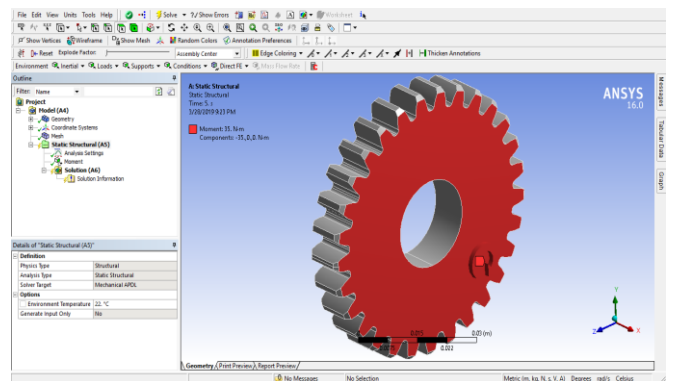 File Edit View Units Tools Help Solve ?/ Show Errors Worksheet
Show Vertices Wireframe Show Mesh Random Colors Annotation Preferences
Reset Explode Factor: Assembly Center Edge Coloring Thicken Annotations
Environment Inertial Loads Supports Conditions Direct FE Mass Flow Rate
Outline
Filter: Name
Project
Model (A4)
Geometry
Coordinate Systems
Mesh
Static Structural (A5)
Analysis Settings
Moment
Solution (A6)
Solution Information
Details of "Static Structural (A5)"
Definition
Physics Type Structural
Analysis Type Static Structural
Solver Target Mechanical APDL
Options
Environment Temperature 22. °C
Generate Input Only No
A: Static Structural
Static Structural
Time: 5. s
3/28/2019 9:23 PM
Moment: 35. N·m
Components: -35.,0.,0. N·m
ANSYS
16.0
0.015
0.03 (m)
Y
Z
X
Messages
Tabular Data
Graph
Geometry Print Preview Report Preview
No Messages No Selection Metric (m, kg, N, s, V, A) Degrees rad/s Celsius